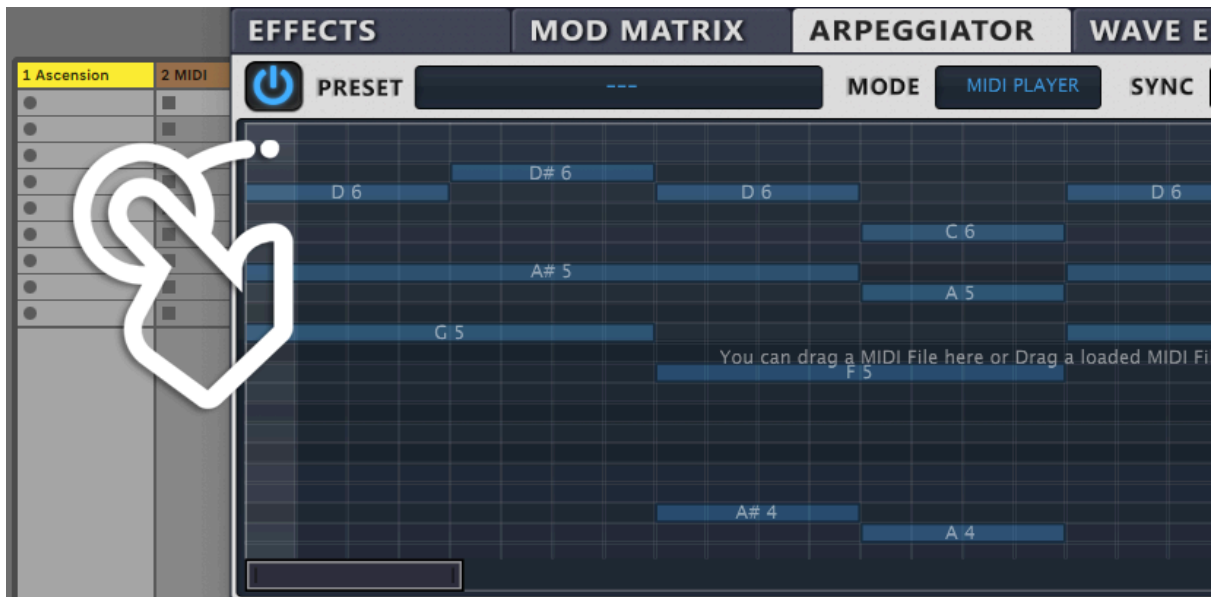 EFFECTS MOD MATRIX ARPEGGIATOR WAVE E
1 Ascension 2 MIDI
PRESET --- MODE MIDI PLAYER SYNC
D# 6
D 6 D 6 D 6
C 6
A# 5
A 5
G 5
You can drag a MIDI File here or Drag a loaded MIDI Fi
F 5
A# 4
A 4